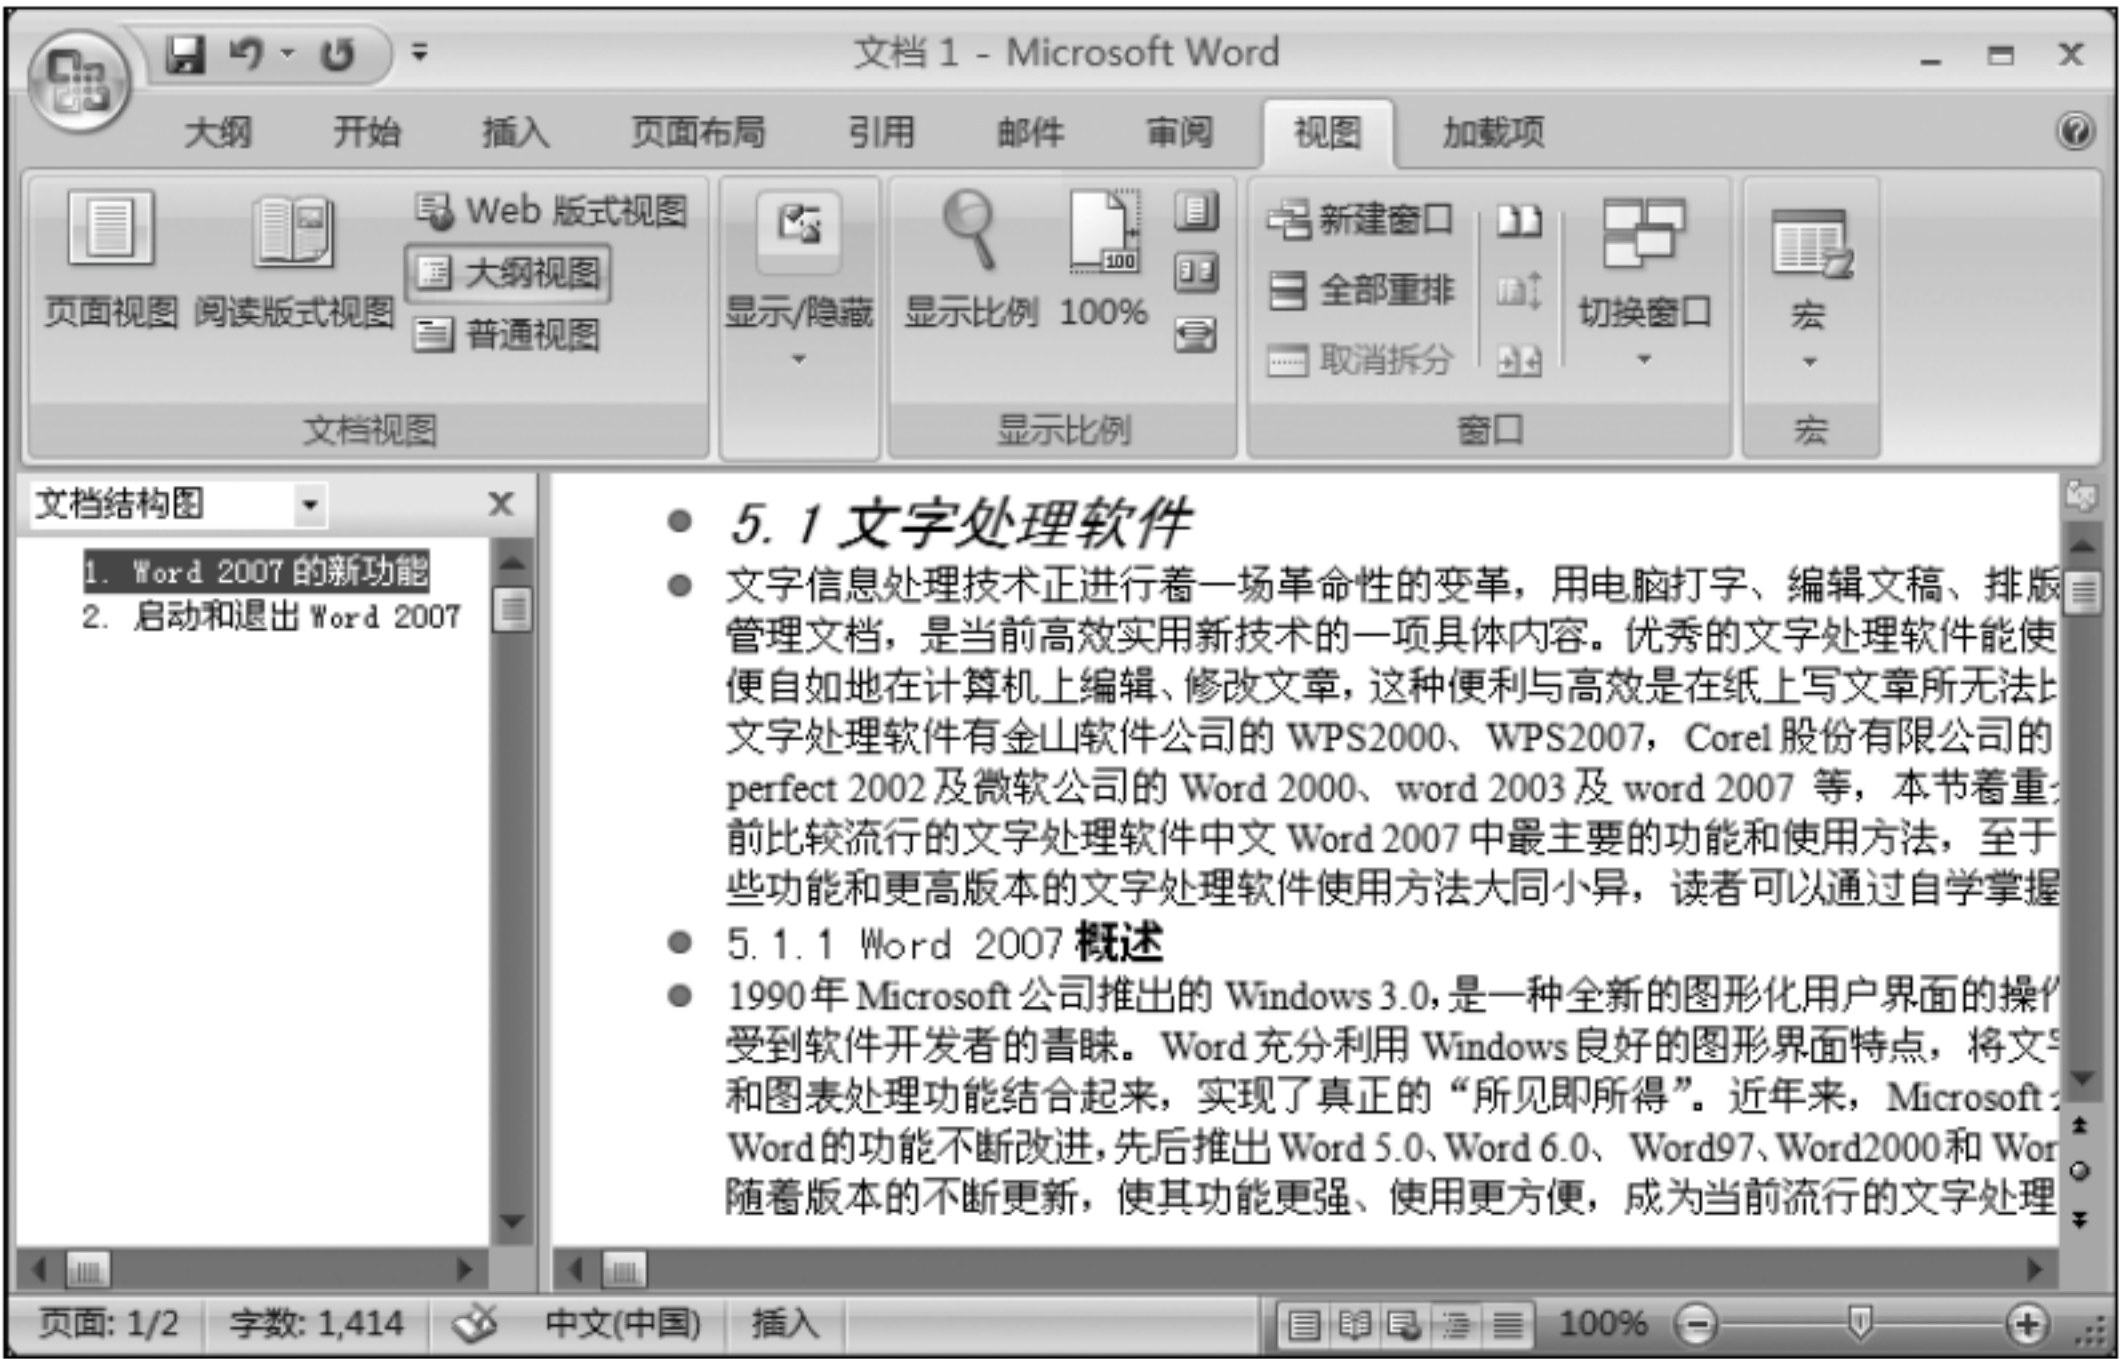 文档 1 - Microsoft Word
大纲 开始 插入 页面布局 引用 邮件 审阅 视图 加载项
页面视图 阅读版式视图 Web 版式视图
大纲视图
普通视图
文档视图
显示/隐藏
显示比例 100%
100
显示比例
新建窗口
全部重排
取消拆分
切换窗口
窗口
宏
宏
文档结构图
1. Word 2007 的新功能
2. 启动和退出 Word 2007
5.1 文字处理软件
文字信息处理技术正进行着一场革命性的变革，用电脑打字、编辑文稿、排版
管理文档，是当前高效实用新技术的一项具体内容。优秀的文字处理软件能使
便自如地在计算机上编辑、修改文章，这种便利与高效是在纸上写文章所无法
文字处理软件有金山软件公司的 WPS2000、WPS2007，Corel 股份有限公司的
perfect 2002 及微软公司的 Word 2000、word 2003 及 word 2007 等，本节着重
前比较流行的文字处理软件中文 Word 2007 中最主要的功能和使用方法，至于
些功能和更高版本的文字处理软件使用方法大同小异，读者可以通过自学掌握
5.1.1 Word 2007 概述
1990 年 Microsoft 公司推出的 Windows 3.0，是一种全新的图形化用户界面的操
受到软件开发者的青睐。Word 充分利用 Windows 良好的图形界面特点，将文
和图表处理功能结合起来，实现了真正的“所见即所得”。近年来，Microsoft
Word 的功能不断改进，先后推出 Word 5.0、Word 6.0、Word97、Word2000 和 Wor
随着版本的不断更新，使其功能更强、使用更方便，成为当前流行的文字处理
页面: 1/2 字数: 1,414 中文(中国) 插入 100%